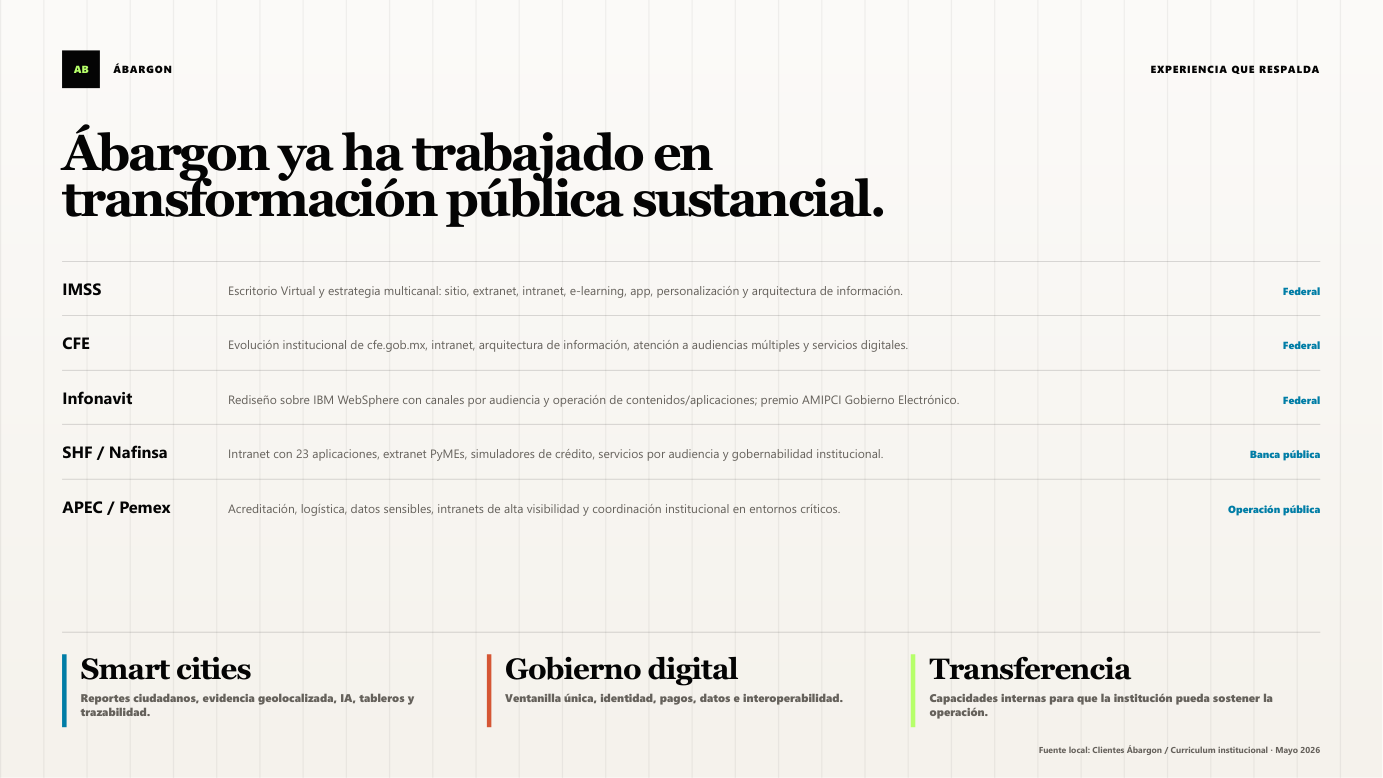 AB
ÁBARGON
EXPERIENCIA QUE RESPALDA
Ábargon ya ha trabajado en
transformación pública sustancial.
IMSS
Escritorio Virtual y estrategia multicanal: sitio, extranet, intranet, e-learning, app, personalización y arquitectura de información.
Federal
CFE
Evolución institucional de cfe.gob.mx, intranet, arquitectura de información, atención a audiencias múltiples y servicios digitales.
Federal
Infonavit
Rediseño sobre IBM WebSphere con canales por audiencia y operación de contenidos/aplicaciones; premio AMIPCI Gobierno Electrónico.
Federal
SHF / Nafinsa
Intranet con 23 aplicaciones, extranet PyMEs, simuladores de crédito, servicios por audiencia y gobernabilidad institucional.
Banca pública
APEC / Pemex
Acreditación, logística, datos sensibles, intranets de alta visibilidad y coordinación institucional en entornos críticos.
Operación pública
Smart cities
Reportes ciudadanos, evidencia geolocalizada, IA, tableros y
trazabilidad.
Gobierno digital
Ventanilla única, identidad, pagos, datos e interoperabilidad.
Transferencia
Capacidades internas para que la institución pueda sostener la
operación.
Fuente local: Clientes Ábargon / Curriculum institucional · Mayo 2026